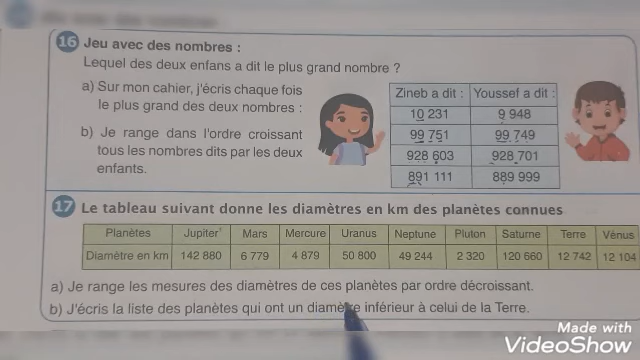 16 Jeu avec des nombres :
Lequel des deux enfans a dit le plus grand nombre ?
a) Sur mon cahier, j'écris chaque fois
le plus grand des deux nombres :
b) Je range dans l'ordre croissant
tous les nombres dits par les deux
enfants.
Zineb a dit : Youssef a dit :
10 231 9 948
99 751 99 749
928 603 928 701
891 111 889 999
17 Le tableau suivant donne les diamètres en km des planètes connues
Planètes Jupiter Mars Mercure Uranus Neptune Pluton Saturne Terre Vénus
Diamètre en km 142 880 6 779 4 879 50 800 49 244 2 320 120 660 12 742 12 104
a) Je range les mesures des diamètres de ces planètes par ordre décroissant.
b) J'écris la liste des planètes qui ont un diamètre inférieur à celui de la Terre.
Made with
VideoShow